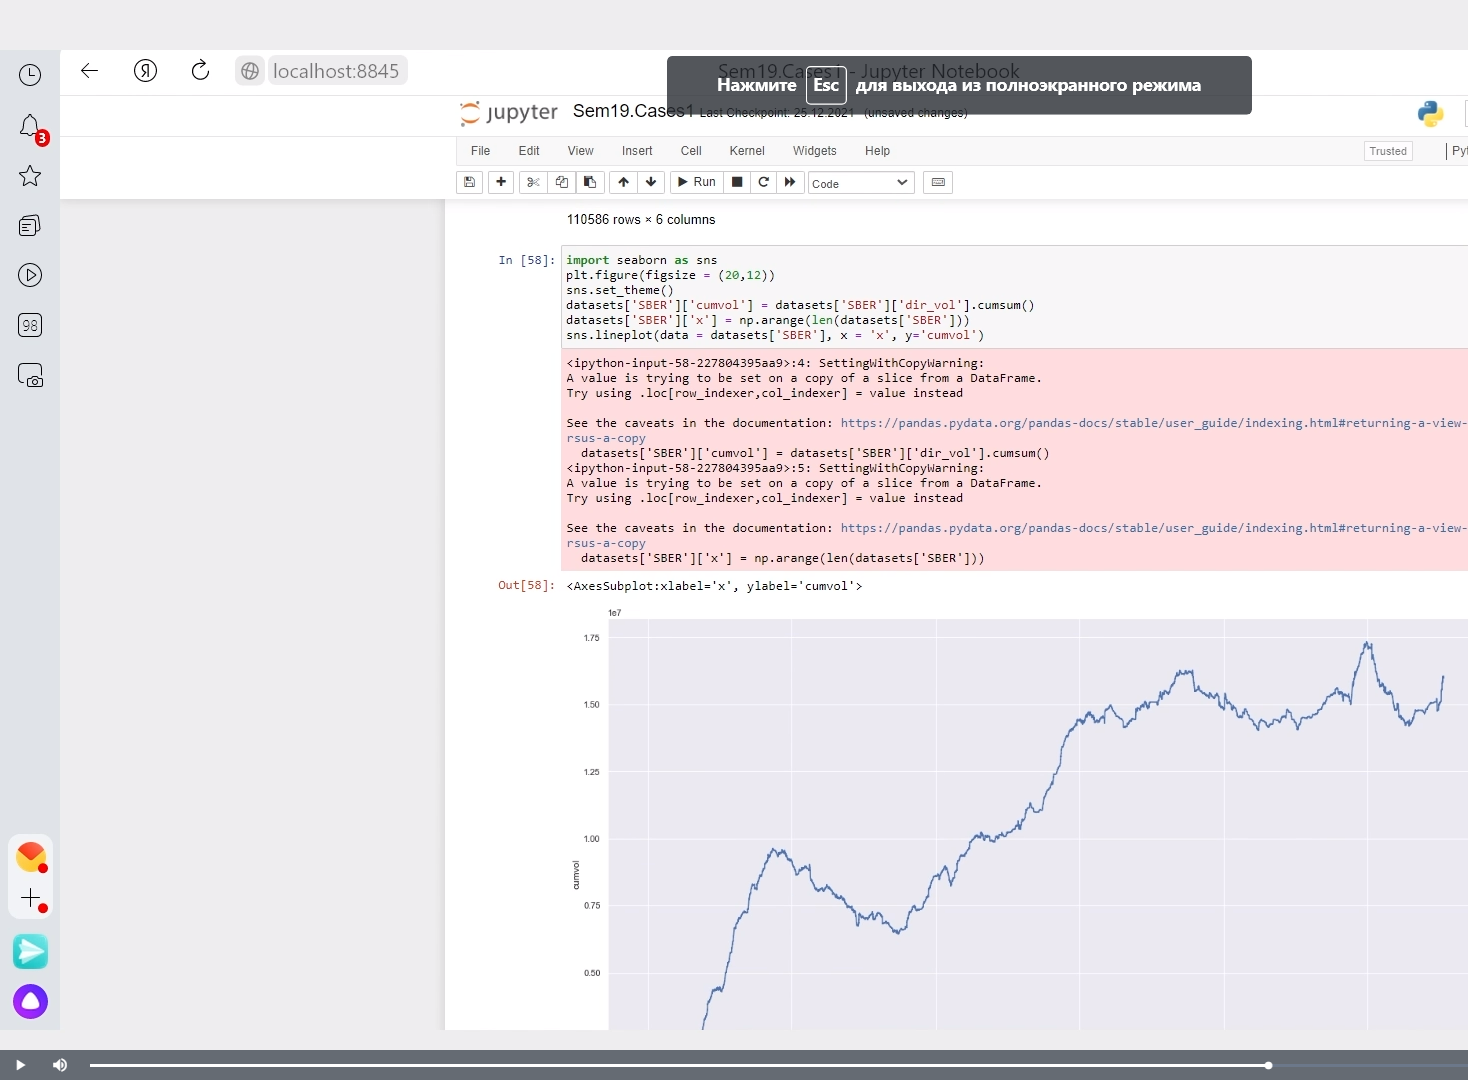 localhost:8845
Sem19.Cases1 - Jupyter Notebook
Нажмите Esc для выхода из полноэкранного режима
3
jupyter Sem19.Cases1 Last Checkpoint: 25.12.2021 (unsaved changes)
File Edit View Insert Cell Kernel Widgets Help Trusted Pyt
Run Code
98
110586 rows × 6 columns
In [58]: import seaborn as sns
plt.figure(figsize = (20,12))
sns.set_theme()
datasets['SBER']['cumvol'] = datasets['SBER']['dir_vol'].cumsum()
datasets['SBER']['x'] = np.arange(len(datasets['SBER']))
sns.lineplot(data = datasets['SBER'], x = 'x', y='cumvol')
<ipython-input-58-227804395aa9>:4: SettingWithCopyWarning:
A value is trying to be set on a copy of a slice from a DataFrame.
Try using .loc[row_indexer,col_indexer] = value instead
See the caveats in the documentation: https://pandas.pydata.org/pandas-docs/stable/user_guide/indexing.html#returning-a-view-
rsus-a-copy
datasets['SBER']['cumvol'] = datasets['SBER']['dir_vol'].cumsum()
<ipython-input-58-227804395aa9>:5: SettingWithCopyWarning:
A value is trying to be set on a copy of a slice from a DataFrame.
Try using .loc[row_indexer,col_indexer] = value instead
See the caveats in the documentation: https://pandas.pydata.org/pandas-docs/stable/user_guide/indexing.html#returning-a-view-
rsus-a-copy
datasets['SBER']['x'] = np.arange(len(datasets['SBER']))
Out[58]: <AxesSubplot:xlabel='x', ylabel='cumvol'>
1e7
1.75
1.50
1.25
1.00
cumvol
0.75
0.50